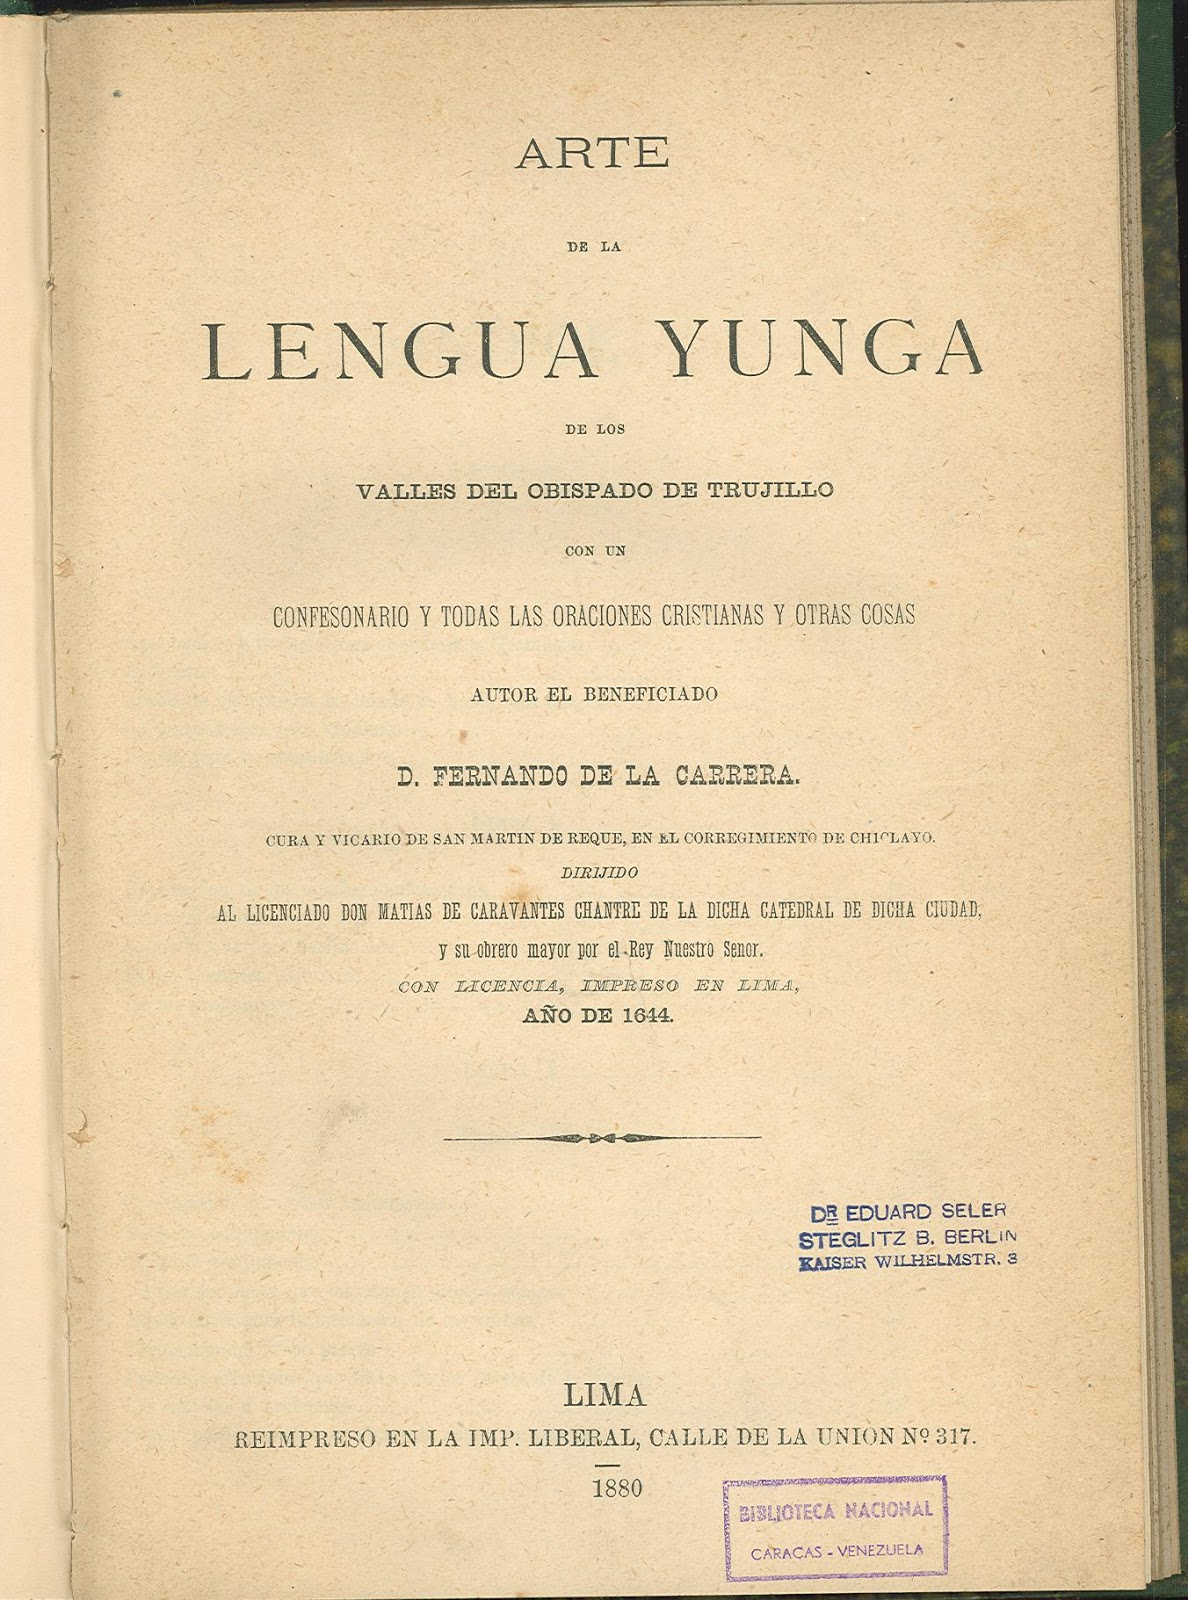 ARTE
DE LA
LENGUA YUNGA
DE LOS
VALLES DEL OBISPADO DE TRUJILLO
CON UN
CONFESONARIO Y TODAS LAS ORACIONES CRISTIANAS Y OTRAS COSAS
AUTOR EL BENEFICIADO
D. FERNANDO DE LA CARRERA.
CURA Y VICARIO DE SAN MARTIN DE REQUE, EN EL CORREGIMIENTO DE CHICLAYO.
DIRIJIDO
AL LICENCIADO DON MATIAS DE CARAVANTES CHANTRE DE LA DICHA CATEDRAL DE DICHA CIUDAD,
y su obrero mayor por el Rey Nuestro Senor.
CON LICENCIA, IMPRESO EN LIMA,
AÑO DE 1644.
DR EDUARD SELER
STEGLITZ B. BERLIN
KAISER WILHELMSTR. 3
LIMA
REIMPRESO EN LA IMP. LIBERAL, CALLE DE LA UNION Nº 317.
1880
BIBLIOTECA NACIONAL
CARACAS - VENEZUELA